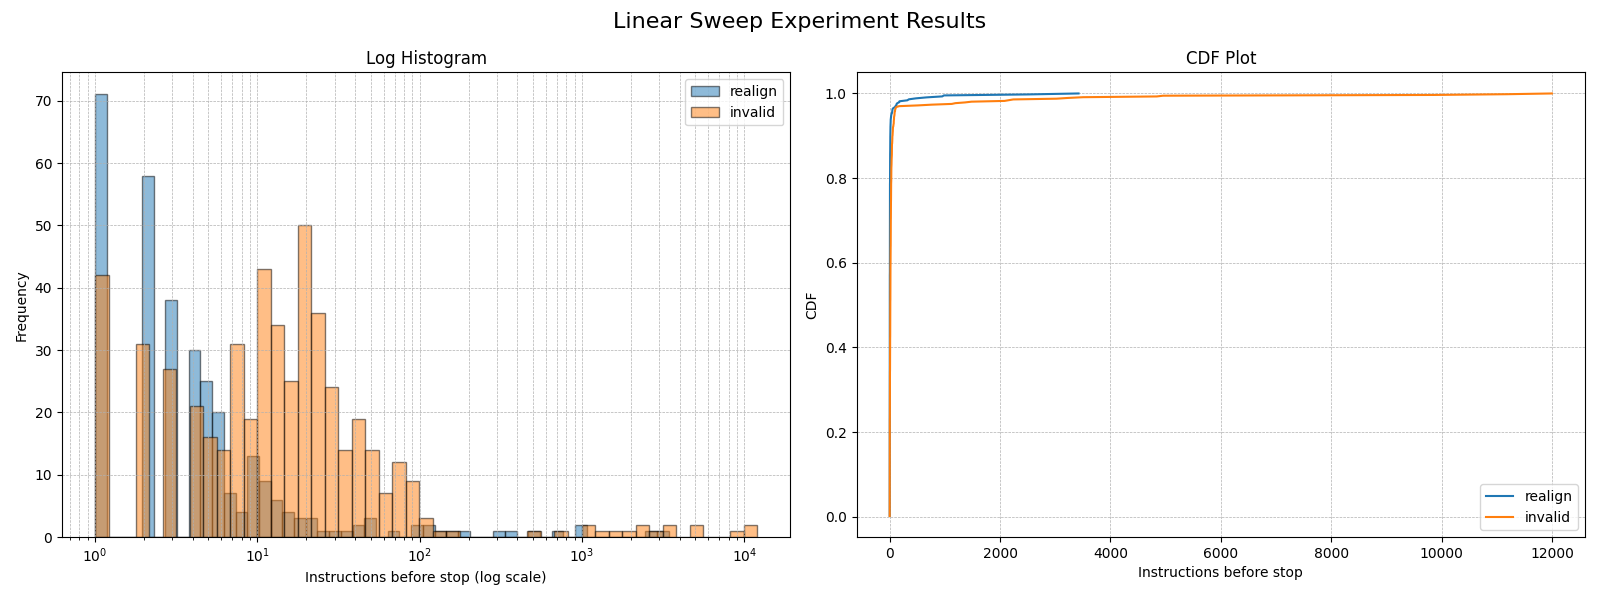 Linear Sweep Experiment Results
Log Histogram
Frequency
70
60
50
40
30
20
10
0
10⁰
10¹
10²
10³
10⁴
Instructions before stop (log scale)
realign
invalid
CDF Plot
CDF
1.0
0.8
0.6
0.4
0.2
0.0
0
2000
4000
6000
8000
10000
12000
Instructions before stop
realign
invalid